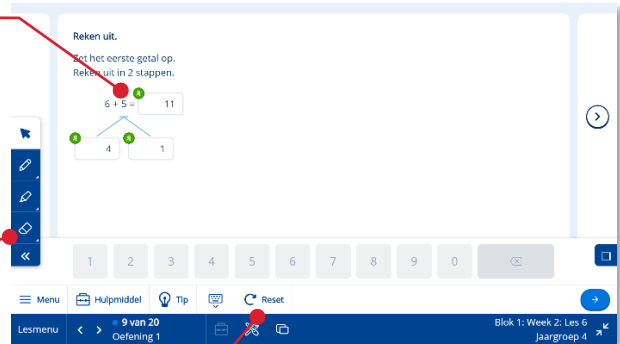 Reken uit.
Zet het eerste getal op.
Reken uit in 2 stappen.
6 + 5 = 11
4 1
1 2 3 4 5 6 7 8 9 0
Menu Hulpmiddel Tip Reset
Lesmenu 9 van 20 Blok 1: Week 2: Les 6
Oefening 1 Jaargroep 4